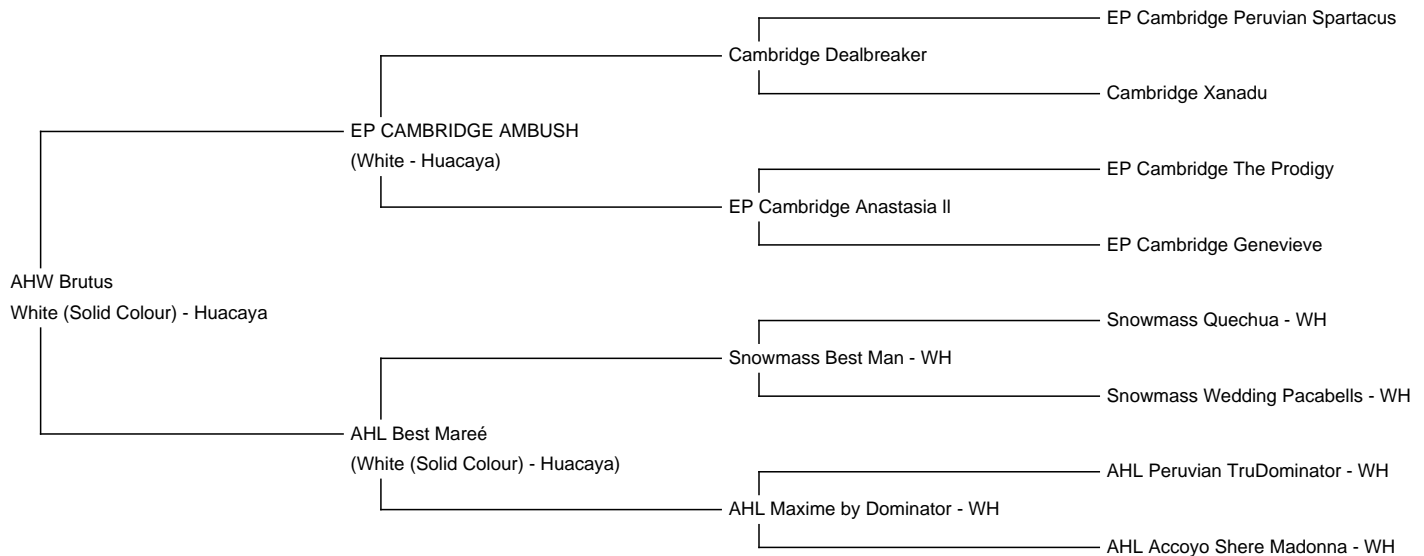 EP Cambridge Peruvian Spartacus
Cambridge Dealbreaker
Cambridge Xanadu
EP CAMBRIDGE AMBUSH
(White - Huacaya)
EP Cambridge The Prodigy
EP Cambridge Anastasia ll
EP Cambridge Genevieve
AHW Brutus
White (Solid Colour) - Huacaya
Snowmass Quechua - WH
Snowmass Best Man - WH
Snowmass Wedding Pacabells - WH
AHL Best Mareé
(White (Solid Colour) - Huacaya)
AHL Peruvian TruDominator - WH
AHL Maxime by Dominator - WH
AHL Accoyo Shere Madonna - WH